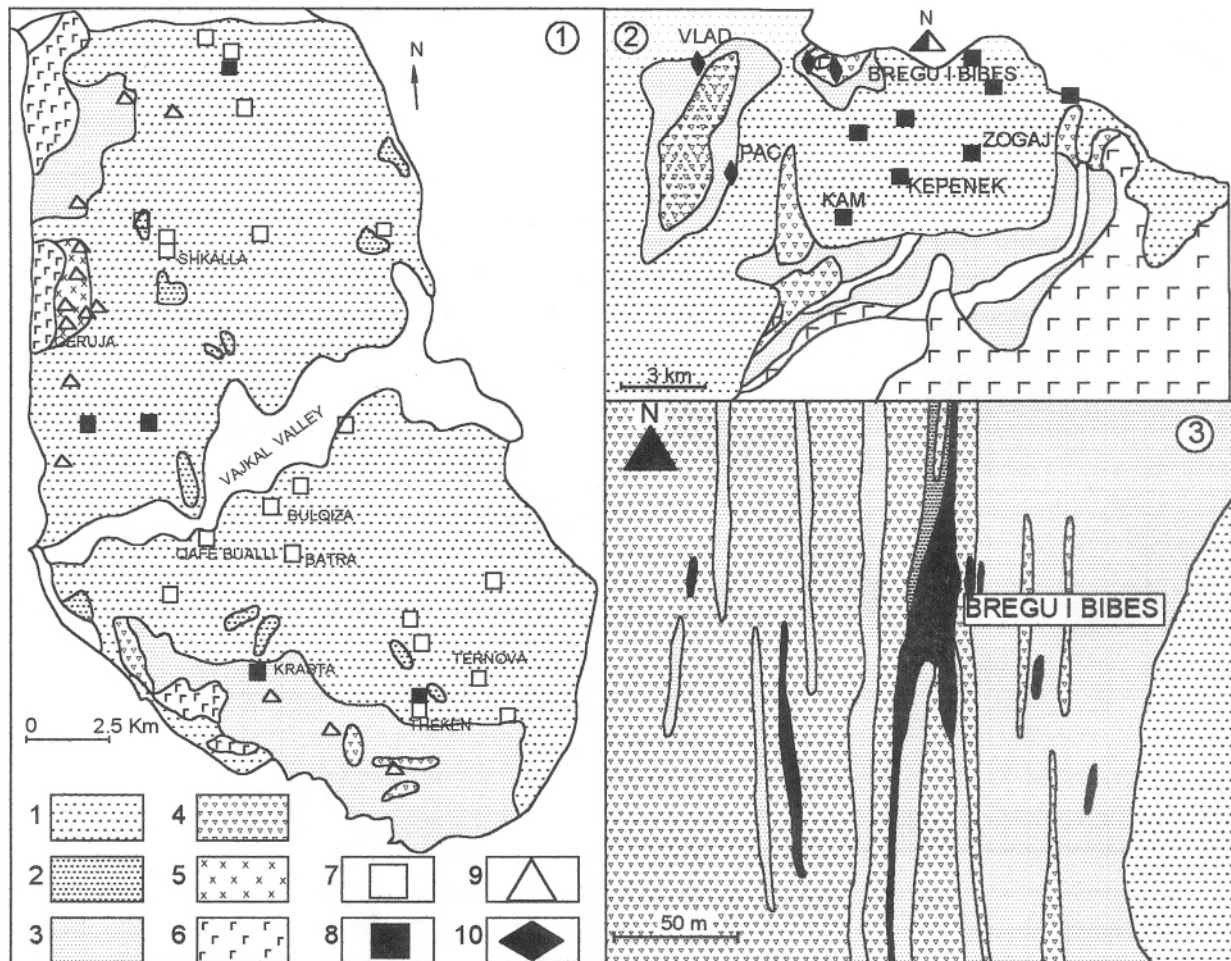 1
N
SHKALLA
CERUJA
VAJKAL VALLEY
BULQIZA
QAFE BUALLI
BATRA
KRASTA
TERNOVA
THEKEN
0 2.5 Km
1
4
2
5
7
9
3
6
8
10
2
VLAD
N
BREGU I BIBES
PAC
ZOGAJ
KEPENEK
KAM
3 km
3
N
BREGU I BIBES
50 m